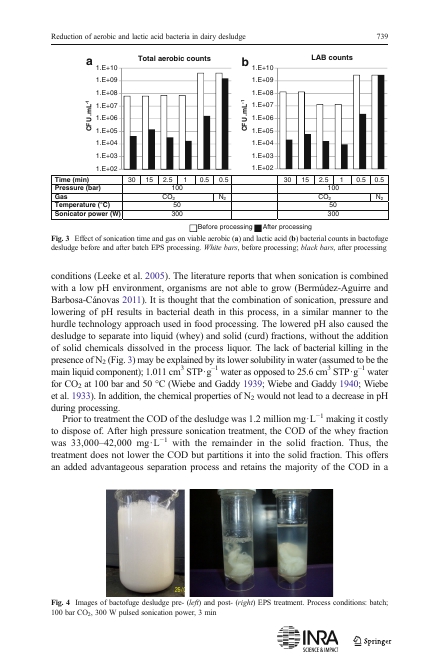 Reduction of aerobic and lactic acid bacteria in dairy desludge 739
a Total aerobic counts b LAB counts
1.E+10 1.E+10
1.E+09 1.E+09
1.E+08 1.E+08
1.E+07 1.E+07
1.E+06 1.E+06
1.E+05 1.E+05
1.E+04 1.E+04
1.E+03 1.E+03
1.E+02 1.E+02
CFU.mL⁻¹ CFU.mL⁻¹
Time (min) 30 15 2.5 1 0.5 0.5 30 15 2.5 1 0.5 0.5
Pressure (bar) 100 100
Gas CO₂ N₂ CO₂ N₂
Temperature (°C) 50 50
Sonicator power (W) 300 300
Before processing After processing
Fig. 3 Effect of sonication time and gas on viable aerobic (a) and lactic acid (b) bacterial counts in bactofuge
desludge before and after batch EPS processing. White bars, before processing; black bars, after processing
conditions (Leeke et al. 2005). The literature reports that when sonication is combined
with a low pH environment, organisms are not able to grow (Bermúdez-Aguirre and
Barbosa-Cánovas 2011). It is thought that the combination of sonication, pressure and
lowering of pH results in bacterial death in this process, in a similar manner to the
hurdle technology approach used in food processing. The lowered pH also caused the
desludge to separate into liquid (whey) and solid (curd) fractions, without the addition
of solid chemicals dissolved in the process liquor. The lack of bacterial killing in the
presence of N₂ (Fig. 3) may be explained by its lower solubility in water (assumed to be the
main liquid component); 1.011 cm³ STP·g⁻¹ water as opposed to 25.6 cm³ STP·g⁻¹ water
for CO₂ at 100 bar and 50 °C (Wiebe and Gaddy 1939; Wiebe and Gaddy 1940; Wiebe
et al. 1933). In addition, the chemical properties of N₂ would not lead to a decrease in pH
during processing.
Prior to treatment the COD of the desludge was 1.2 million mg·L⁻¹ making it costly
to dispose of. After high pressure sonication treatment, the COD of the whey fraction
was 33,000–42,000 mg·L⁻¹ with the remainder in the solid fraction. Thus, the
treatment does not lower the COD but partitions it into the solid fraction. This offers
an added advantageous separation process and retains the majority of the COD in a
Fig. 4 Images of bactofuge desludge pre- (left) and post- (right) EPS treatment. Process conditions: batch;
100 bar CO₂, 300 W pulsed sonication power, 3 min
INRA
SCIENCE & IMPACT
Springer